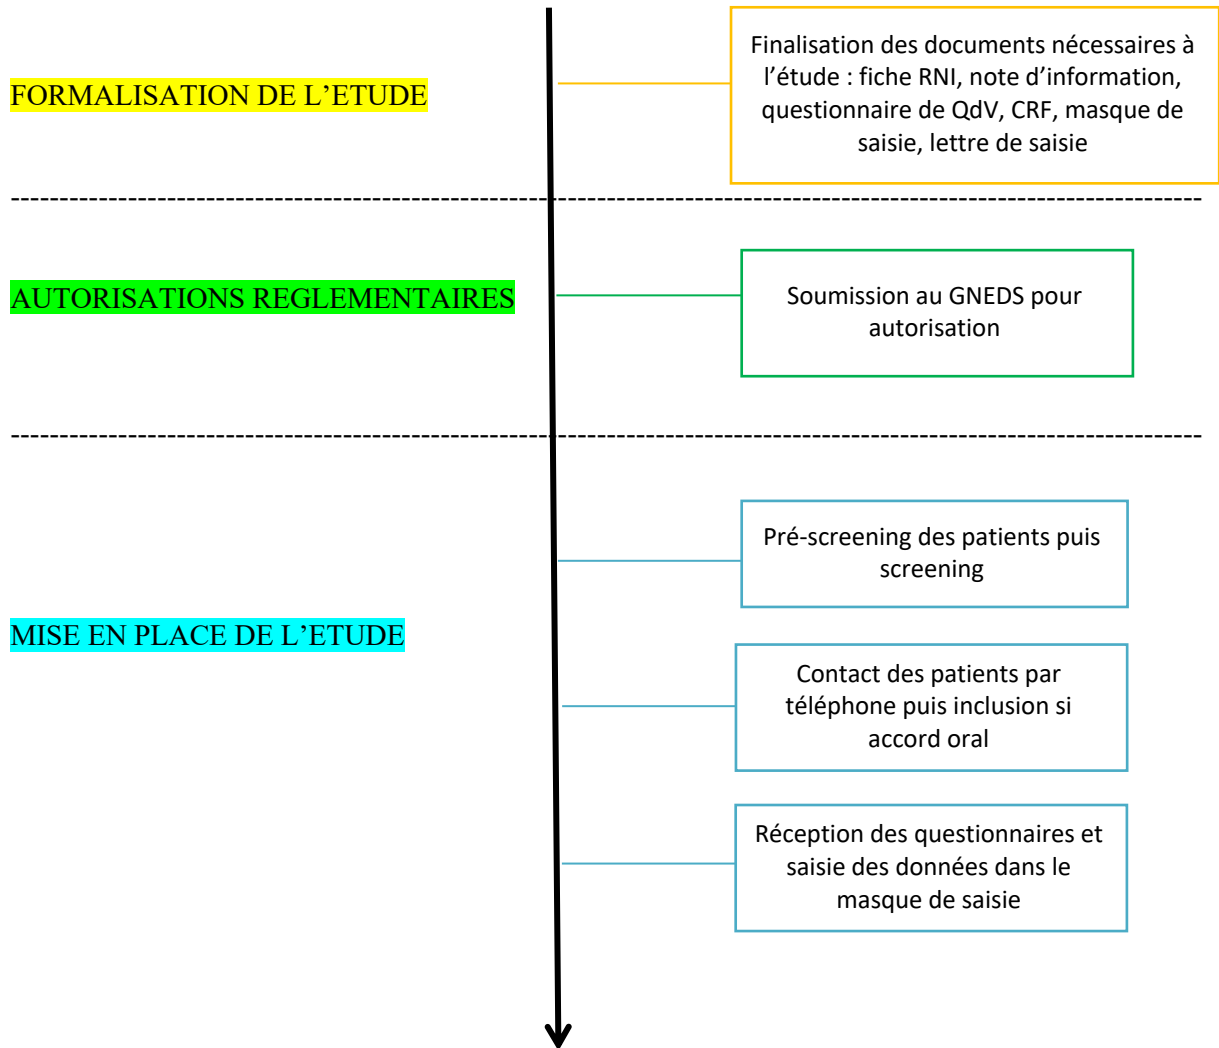 FORMALISATION DE L’ETUDE
Finalisation des documents nécessaires à
l’étude : fiche RNI, note d’information,
questionnaire de QdV, CRF, masque de
saisie, lettre de saisie
AUTORISATIONS REGLEMENTAIRES
Soumission au GNEDS pour
autorisation
MISE EN PLACE DE L’ETUDE
Pré-screening des patients puis
screening
Contact des patients par
téléphone puis inclusion si
accord oral
Réception des questionnaires et
saisie des données dans le
masque de saisie